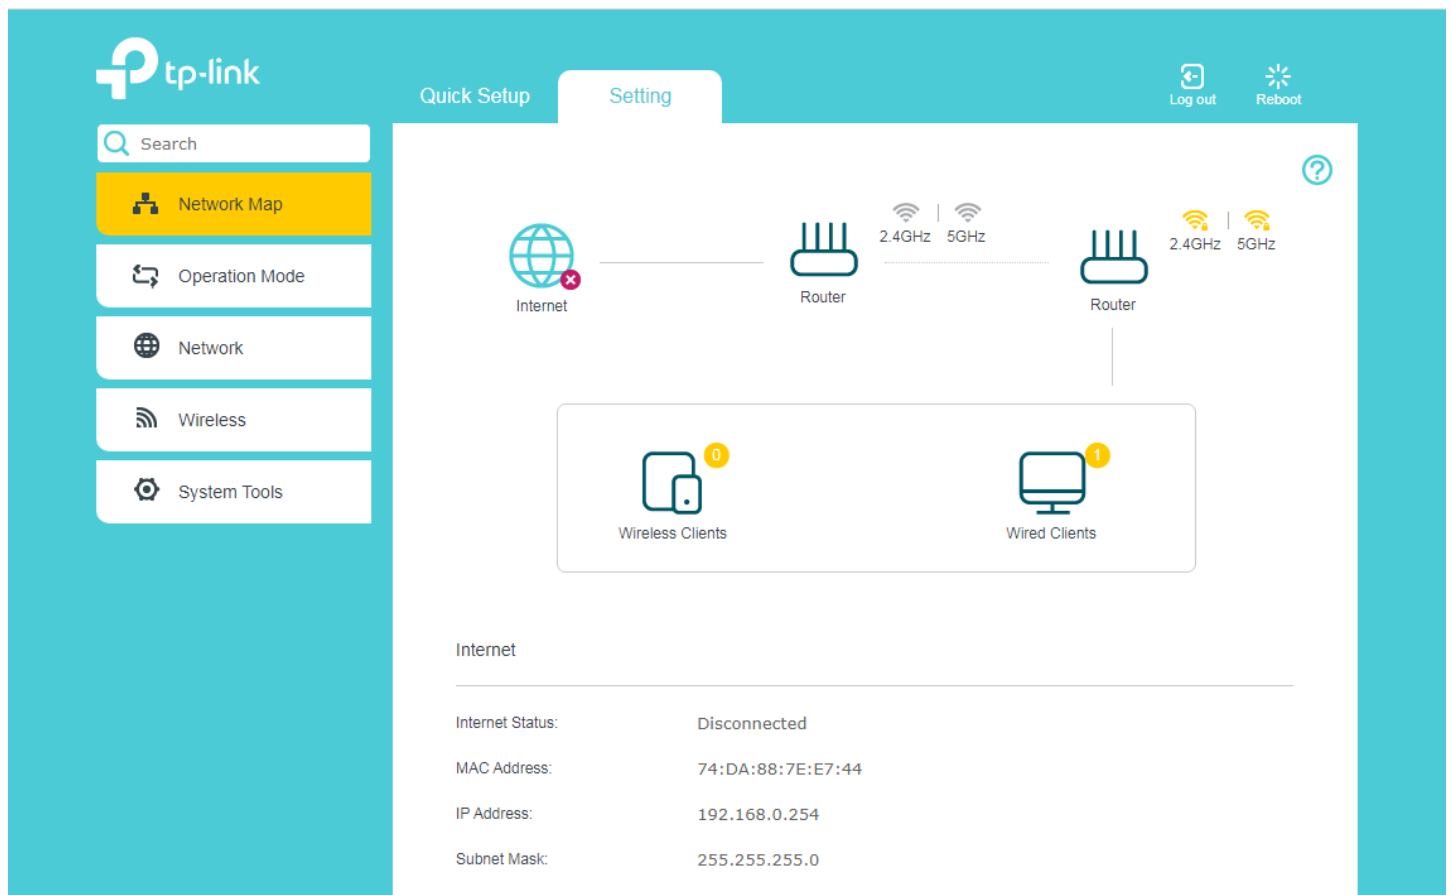 tp-link
Quick Setup Setting
Log out Reboot
Search
Network Map
Operation Mode
Network
Wireless
System Tools
2.4GHz 5GHz
2.4GHz 5GHz
Internet
Router
Router
0
1
Wireless Clients
Wired Clients
Internet
Internet Status: Disconnected
MAC Address: 74:DA:88:7E:E7:44
IP Address: 192.168.0.254
Subnet Mask: 255.255.255.0